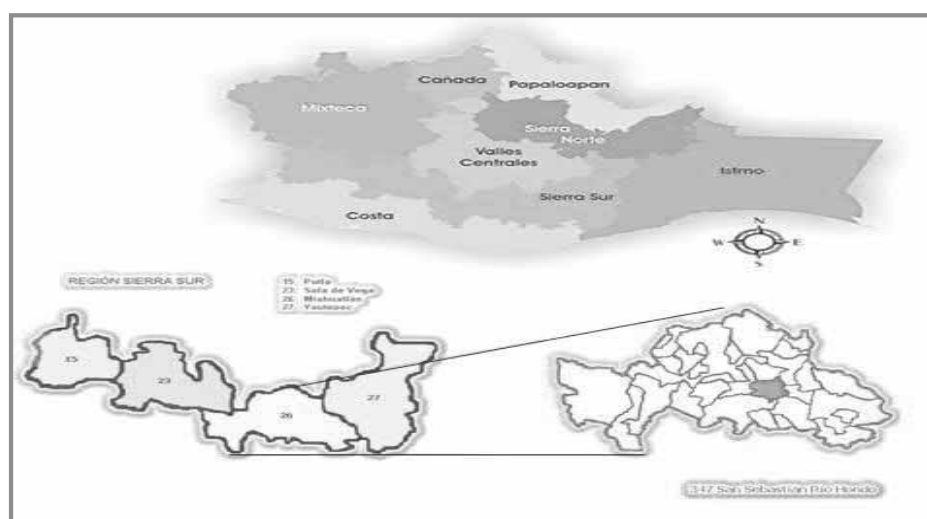 Cañada
Papaloapan
Mixteca
Sierra
Norte
Valles
Centrales
Istmo
Sierra Sur
Costa
N
W E
S
REGIÓN SIERRA SUR
15 Putla
23 Sola de Vega
26 Miahuatlán
27 Yautepec
15
23
26
27
347 San Sebastián Río Hondo